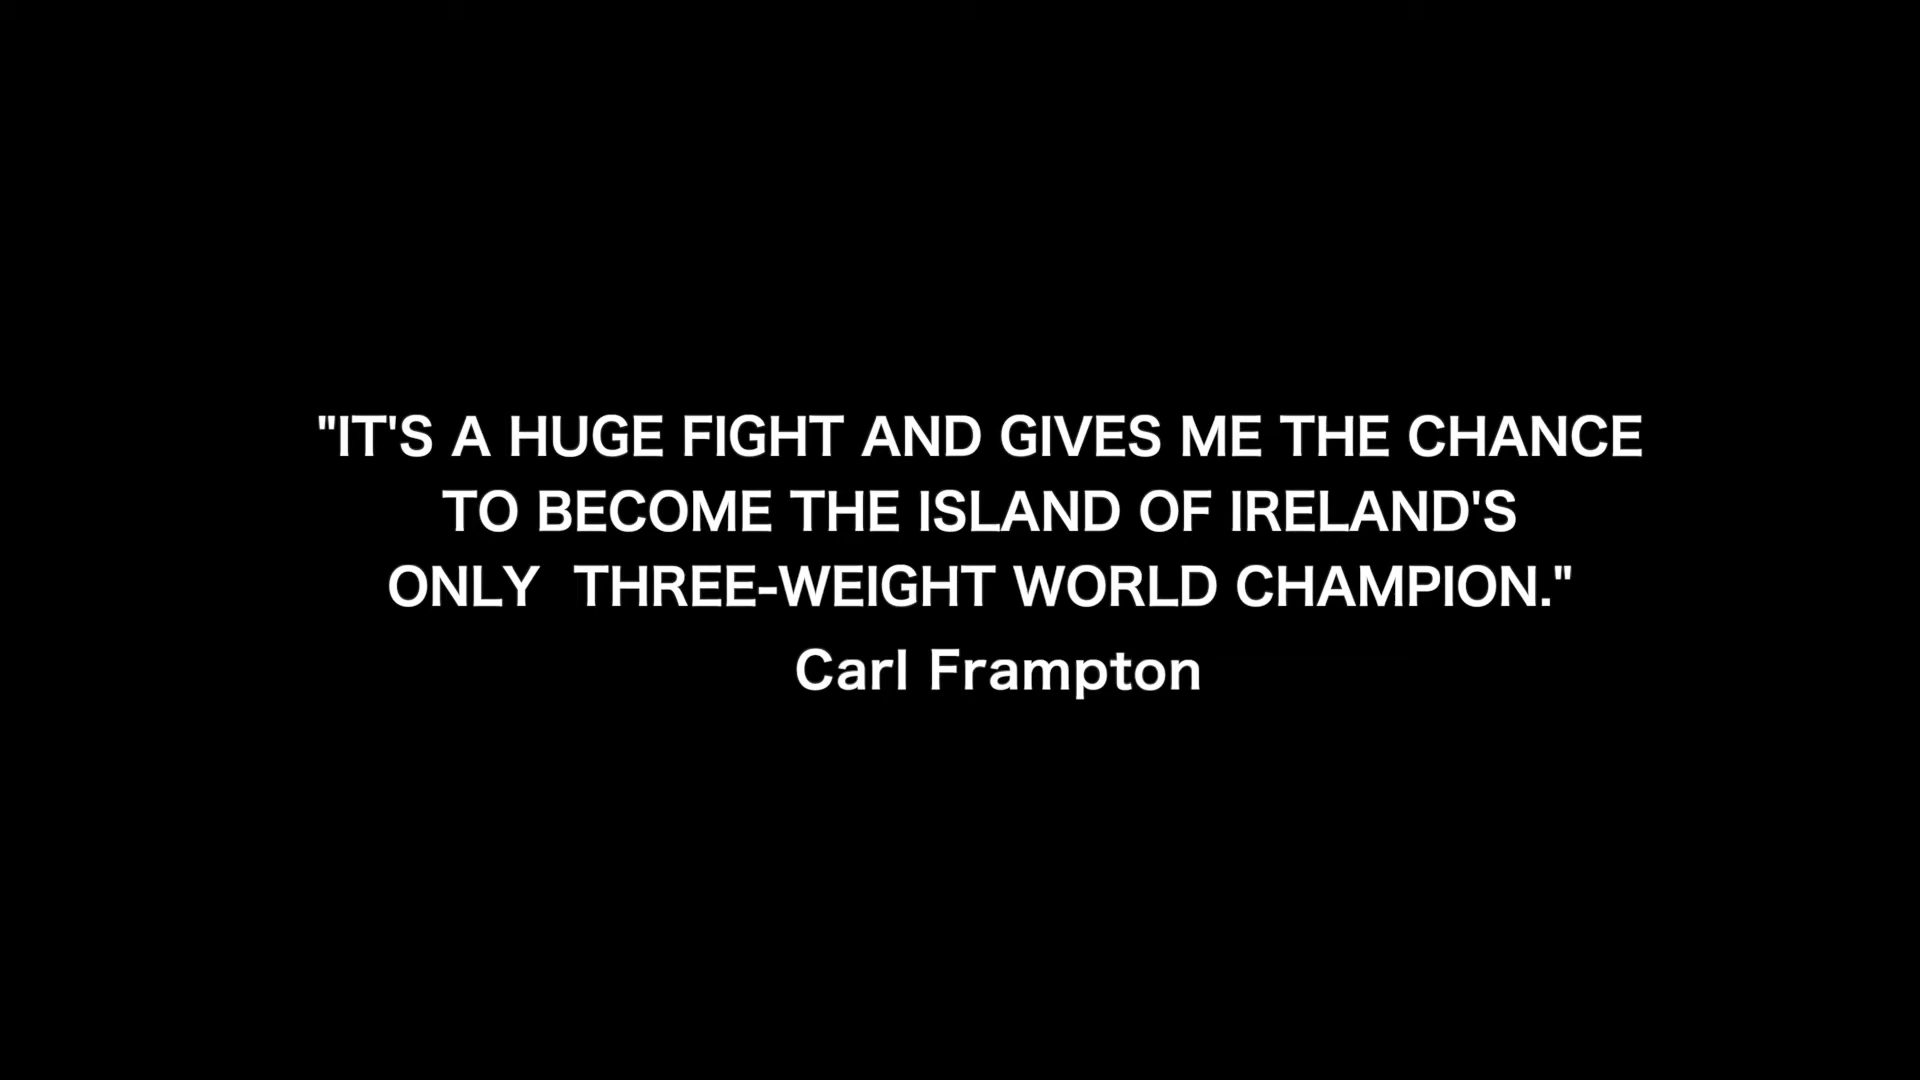 "IT'S A HUGE FIGHT AND GIVES ME THE CHANCE
TO BECOME THE ISLAND OF IRELAND'S
ONLY  THREE-WEIGHT WORLD CHAMPION."
Carl Frampton